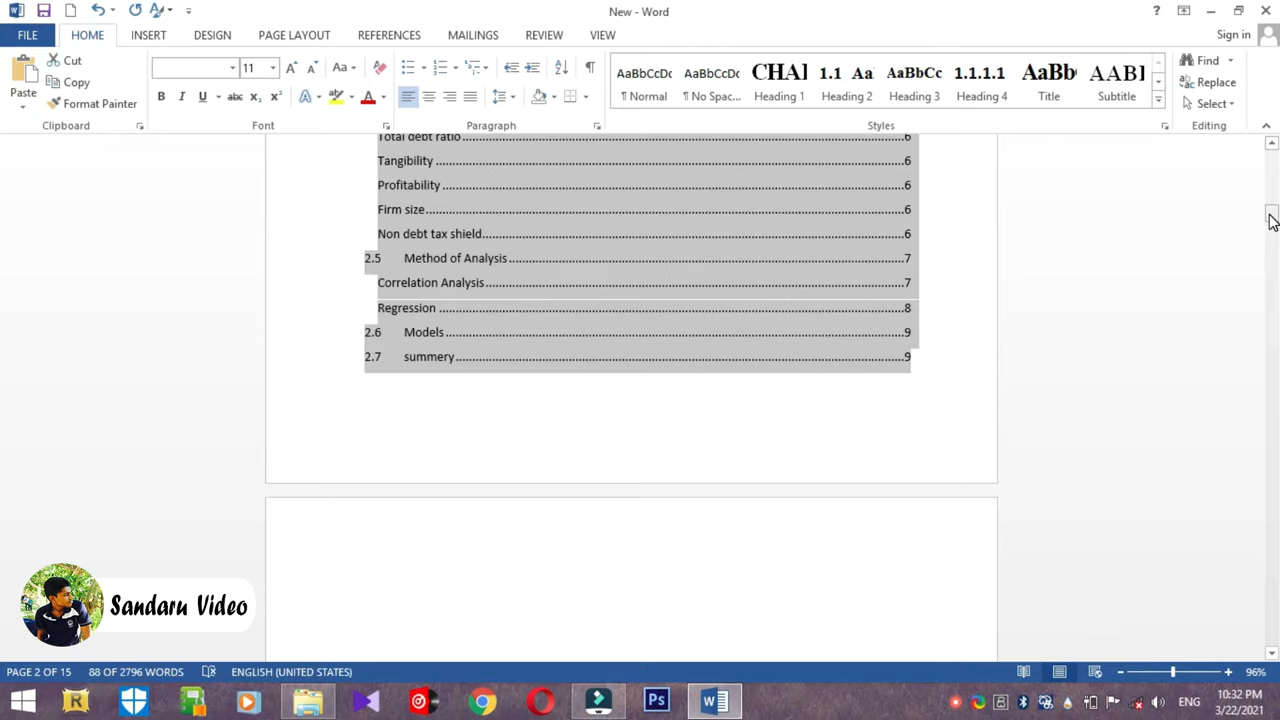 New - Word
FILE HOME INSERT DESIGN PAGE LAYOUT REFERENCES MAILINGS REVIEW VIEW Sign in
Paste Cut Copy Format Painter Clipboard
11 Aa
B I U abc x₂ x² A A
Font
Paragraph
AaBbCcDc AaBbCcDc CHAI 1.1 Aa AaBbCc 1.1.1.1 AaBb AABI
¶ Normal ¶ No Spac... Heading 1 Heading 2 Heading 3 Heading 4 Title Subtitle
Styles
Find
Replace
Select
Editing
Total debt ratio 6
Tangibility 6
Profitability 6
Firm size 6
Non debt tax shield 6
2.5 Method of Analysis 7
Correlation Analysis 7
Regression 8
2.6 Models 9
2.7 summery 9
Sandaru Video
PAGE 2 OF 15 88 OF 2796 WORDS ENGLISH (UNITED STATES) 96%
R Ps W ENG 10:32 PM
3/22/2021